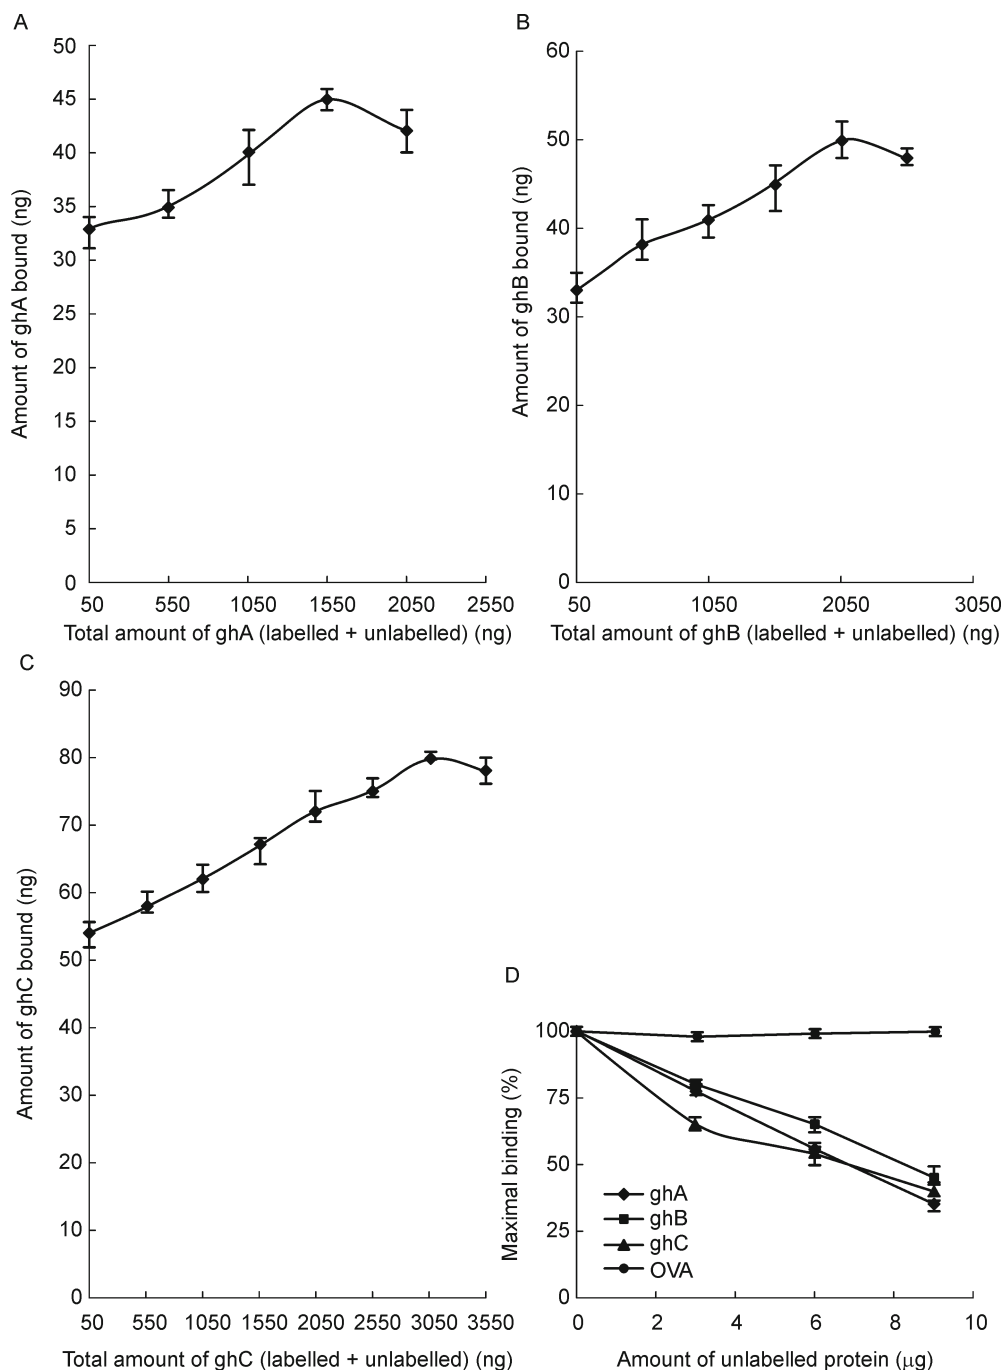 A
50
45
40
35
30
25
20
15
10
5
0
Amount of ghA bound (ng)
50 550 1050 1550 2050 2550
Total amount of ghA (labelled + unlabelled) (ng)
B
60
50
40
30
20
10
0
Amount of ghB bound (ng)
50 1050 2050 3050
Total amount of ghB (labelled + unlabelled) (ng)
C
90
80
70
60
50
40
30
20
10
0
Amount of ghC bound (ng)
50 550 1050 1550 2050 2550 3050 3550
Total amount of ghC (labelled + unlabelled) (ng)
D
100
75
50
25
0
Maximal binding (%)
ghA
ghB
ghC
OVA
0 2 4 6 8 10
Amount of unlabelled protein (μg)